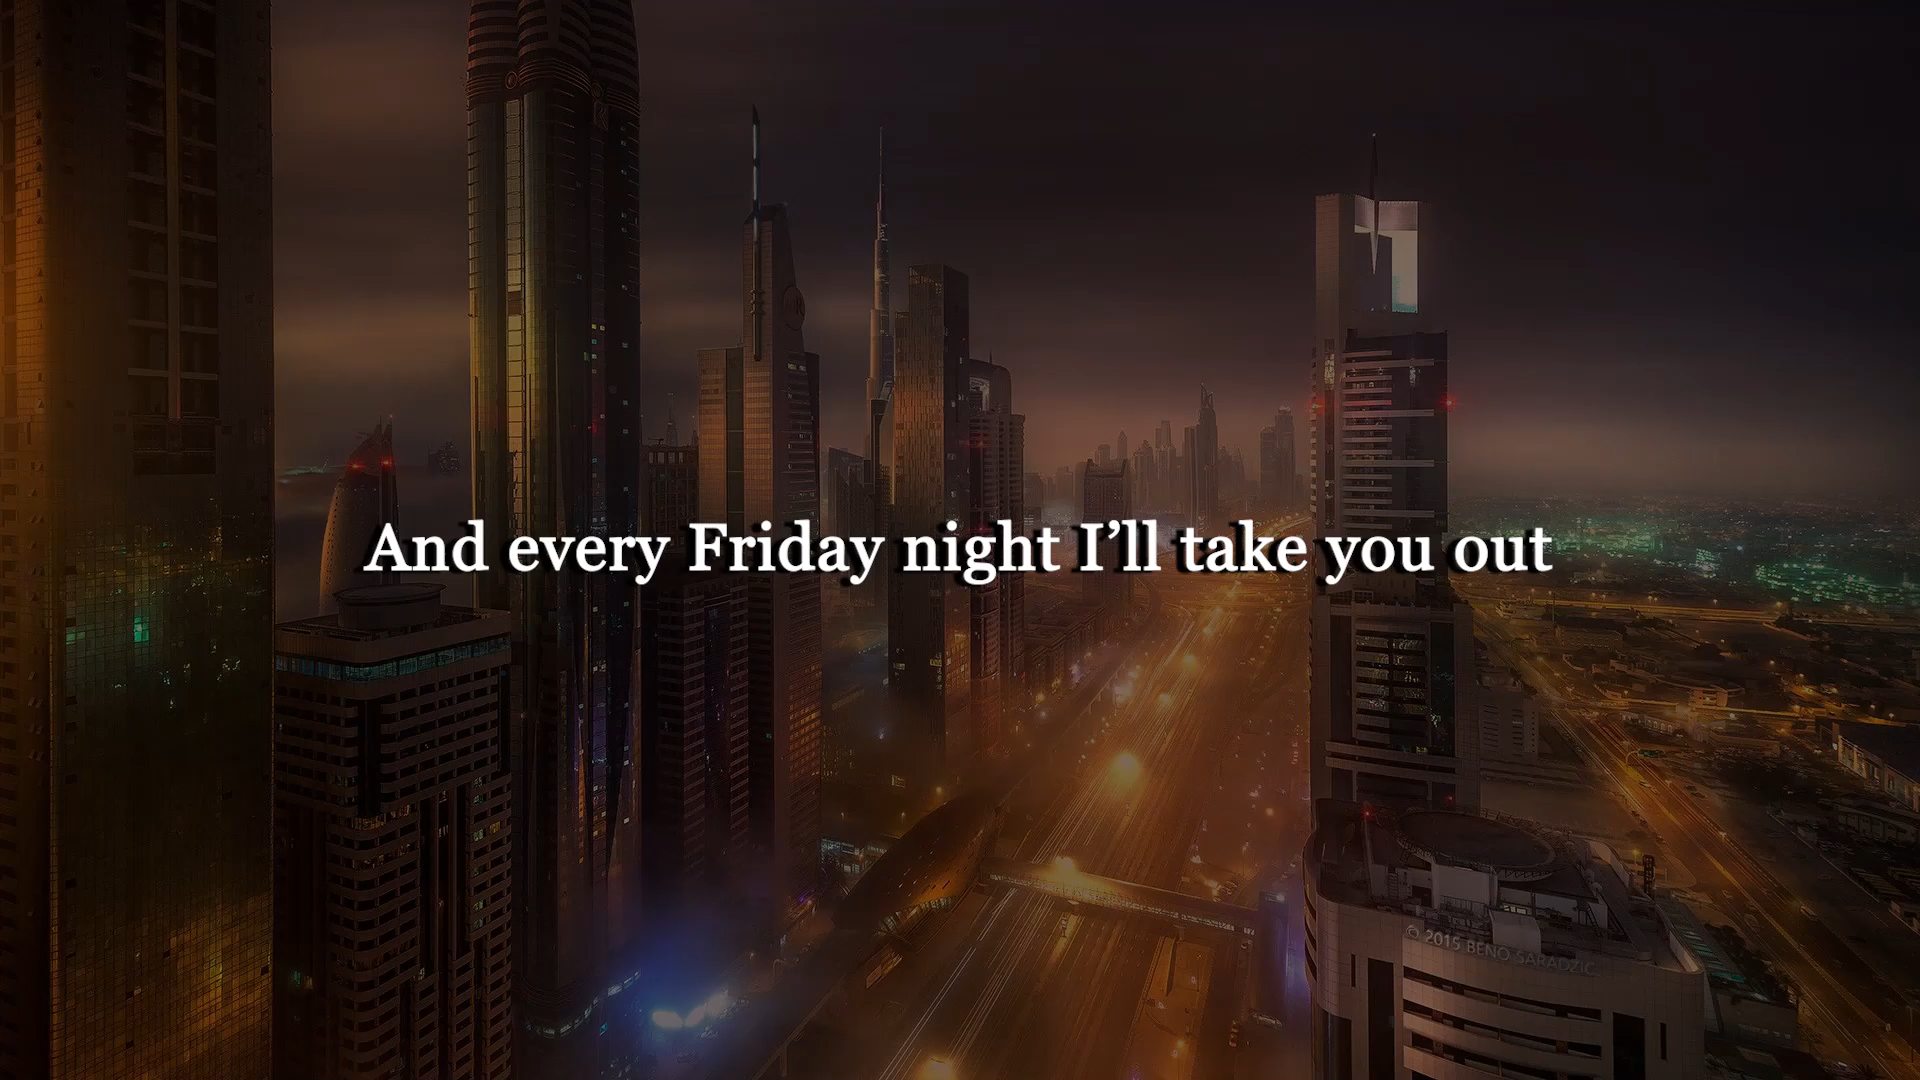 And every Friday night I’ll take you out
© 2015 BENO SARADZIC